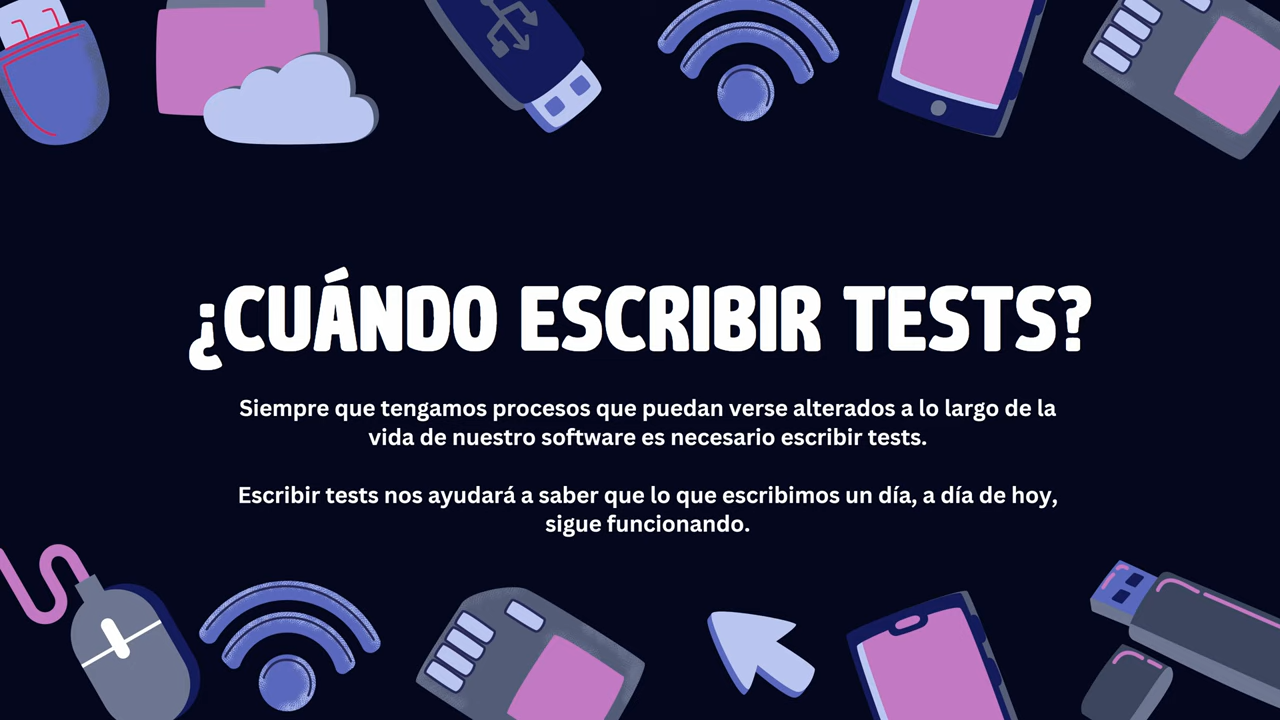 ¿CUÁNDO ESCRIBIR TESTS?
Siempre que tengamos procesos que puedan verse alterados a lo largo de la
vida de nuestro software es necesario escribir tests.
Escribir tests nos ayudará a saber que lo que escribimos un día, a día de hoy,
sigue funcionando.